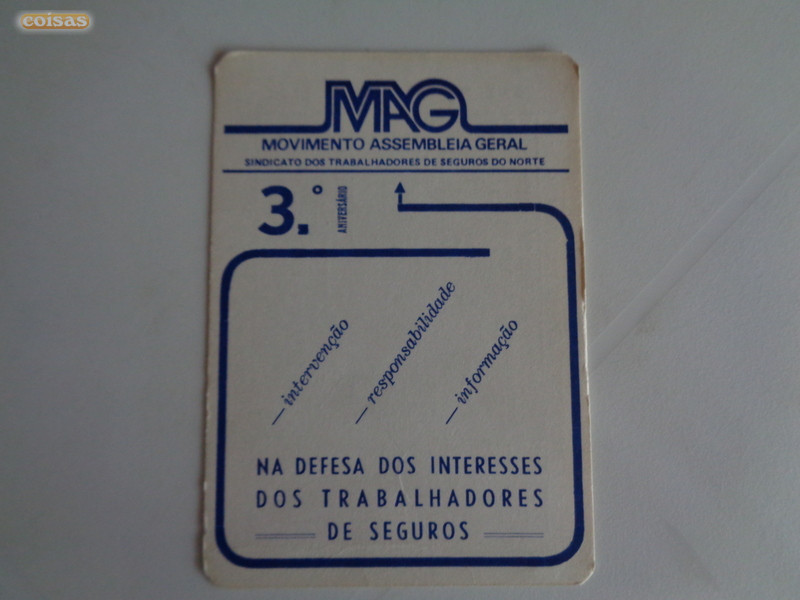 coisas
MAG
MOVIMENTO ASSEMBLEIA GERAL
SINDICATO DOS TRABALHADORES DE SEGUROS DO NORTE
3.º ANIVERSÁRIO
— intervenção
— responsabilidade
— informação
NA DEFESA DOS INTERESSES
DOS TRABALHADORES
DE SEGUROS